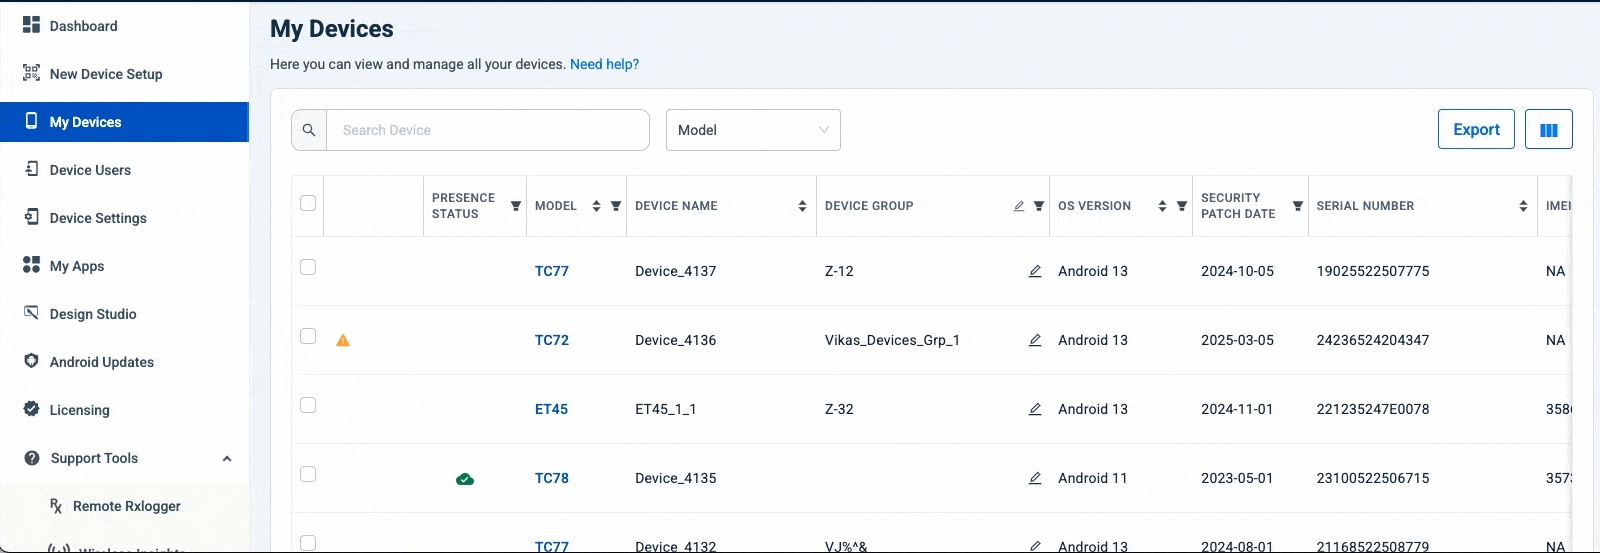 Dashboard
New Device Setup
My Devices
Device Users
Device Settings
My Apps
Design Studio
Android Updates
Licensing
Support Tools
Remote Rxlogger
Wireless Insights
My Devices
Here you can view and manage all your devices. Need help?
Search Device
Model
Export
PRESENCE STATUS MODEL DEVICE NAME DEVICE GROUP OS VERSION SECURITY PATCH DATE SERIAL NUMBER IMEI
TC77 Device_4137 Z-12 Android 13 2024-10-05 19025522507775 NA
TC72 Device_4136 Vikas_Devices_Grp_1 Android 13 2025-03-05 24236524204347 NA
ET45 ET45_1_1 Z-32 Android 13 2024-11-01 221235247E0078 358
TC78 Device_4135 Android 11 2023-05-01 23100522506715 357
TC77 Device_4132 VJ%^& Android 13 2024-08-01 21168522508779 NA